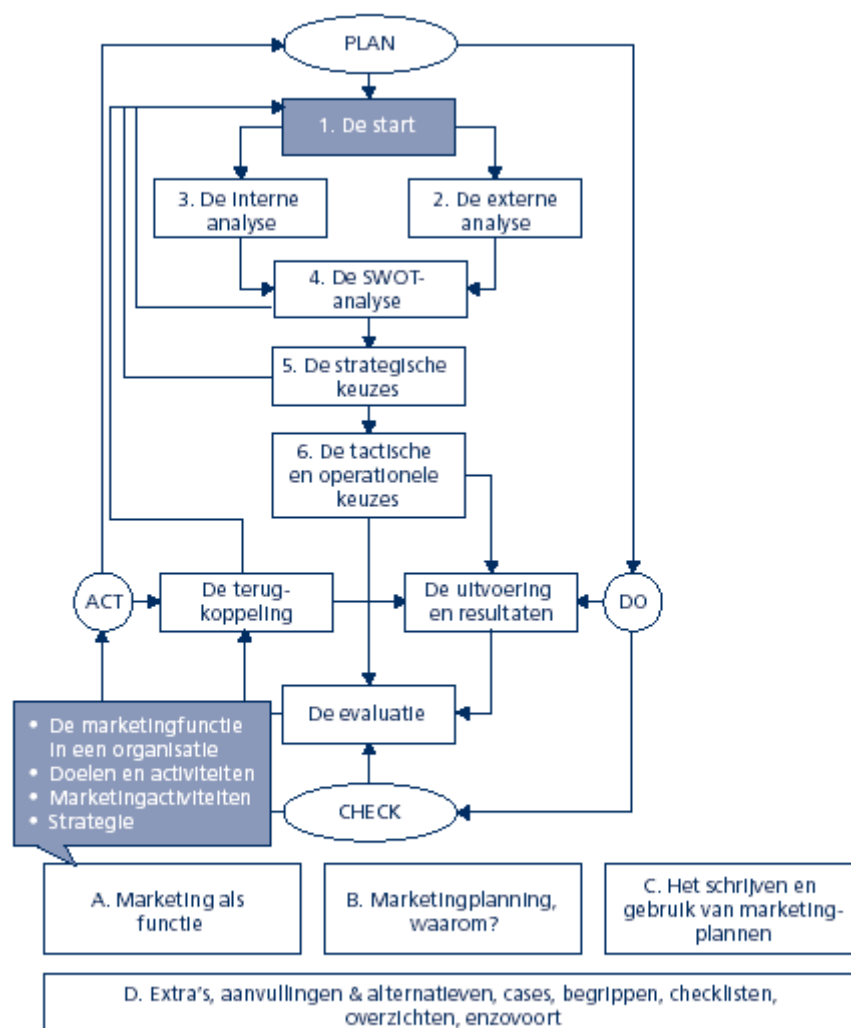 PLAN
1. De start
3. De interne
analyse
2. De externe
analyse
4. De SWOT-
analyse
5. De strategische
keuzes
6. De tactische
en operationele
keuzes
ACT
De terug-
koppeling
De uitvoering
en resultaten
DO
De evaluatie
• De marketingfunctie
in een organisatie
• Doelen en activiteiten
• Marketingactiviteiten
• Strategie
CHECK
A. Marketing als
functie
B. Marketingplanning,
waarom?
C. Het schrijven en
gebruik van marketing-
plannen
D. Extra's, aanvullingen & alternatieven, cases, begrippen, checklisten,
overzichten, enzovoort